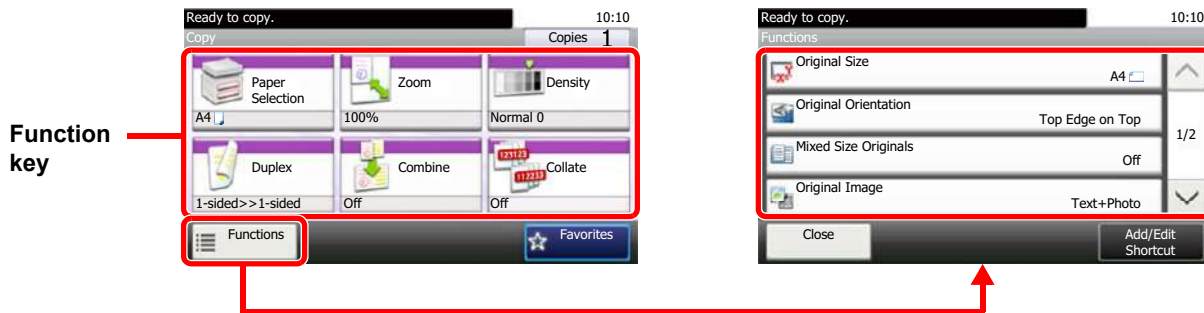 Ready to copy.
10:10
Copy
Copies 1
Paper
Selection
A4
Zoom
100%
Density
Normal 0
Duplex
1-sided>>1-sided
Combine
Off
123123
112233
Collate
Off
Functions
Favorites
Function
key
Ready to copy.
10:10
Functions
Original Size
A4
Original Orientation
Top Edge on Top
Mixed Size Originals
Off
Original Image
Text+Photo
1/2
Close
Add/Edit
Shortcut